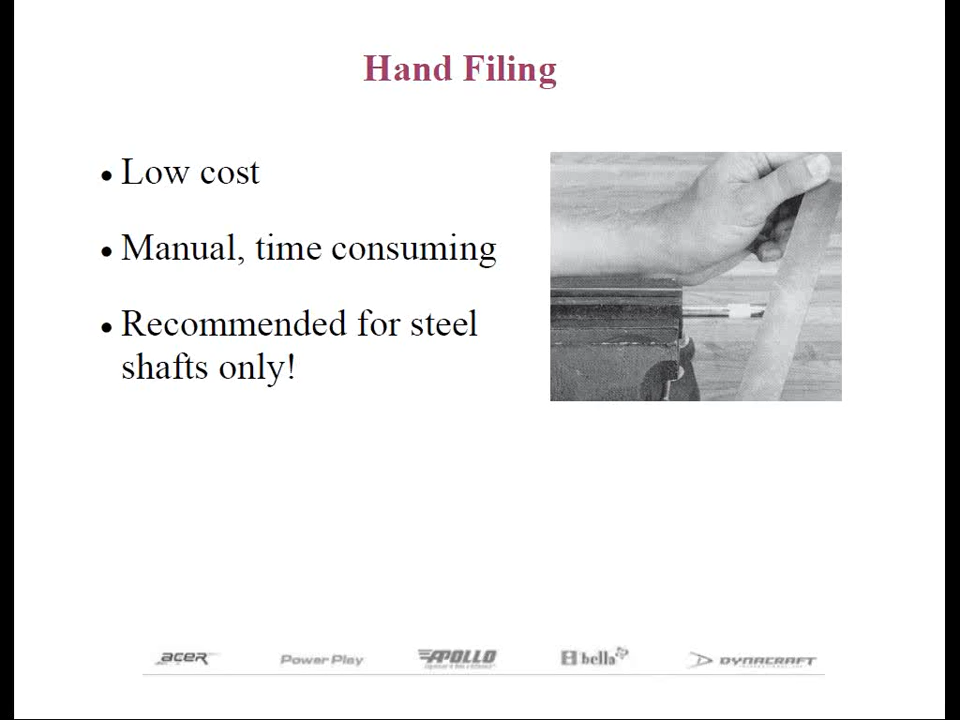 Hand Filing
• Low cost
• Manual, time consuming
• Recommended for steel
shafts only!
ACER
Power Play
APOLLO
bella
DYNACRAFT